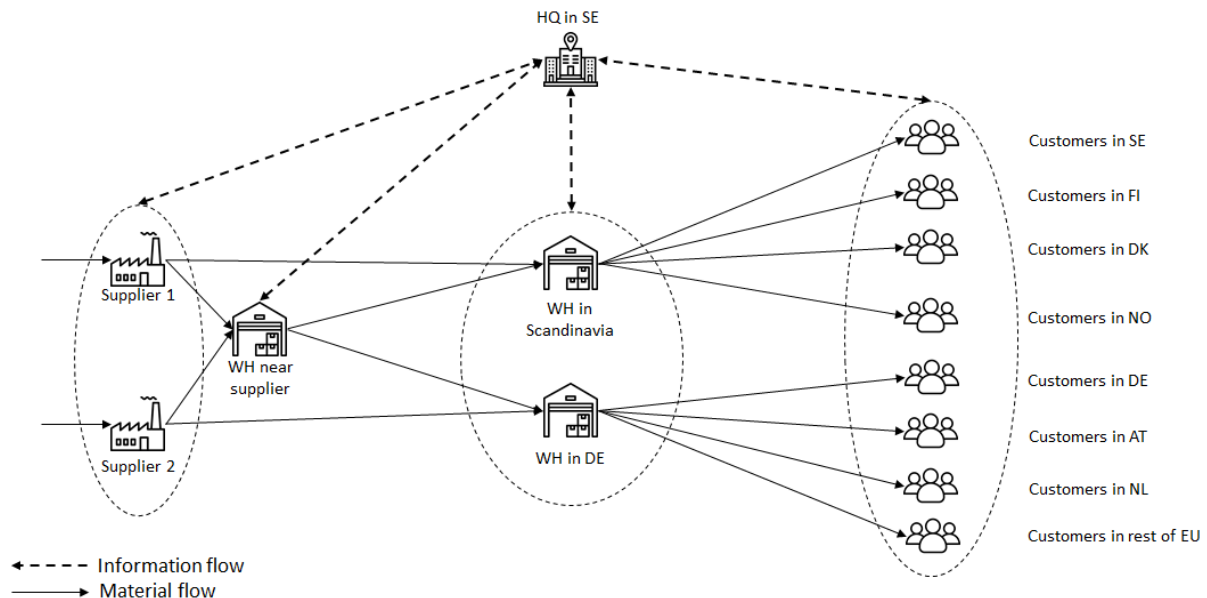 HQ in SE
Customers in SE
Customers in FI
Customers in DK
Supplier 1
WH in
Scandinavia
Customers in NO
WH near
supplier
Customers in DE
Customers in AT
Supplier 2
WH in DE
Customers in NL
Customers in rest of EU
Information flow
Material flow